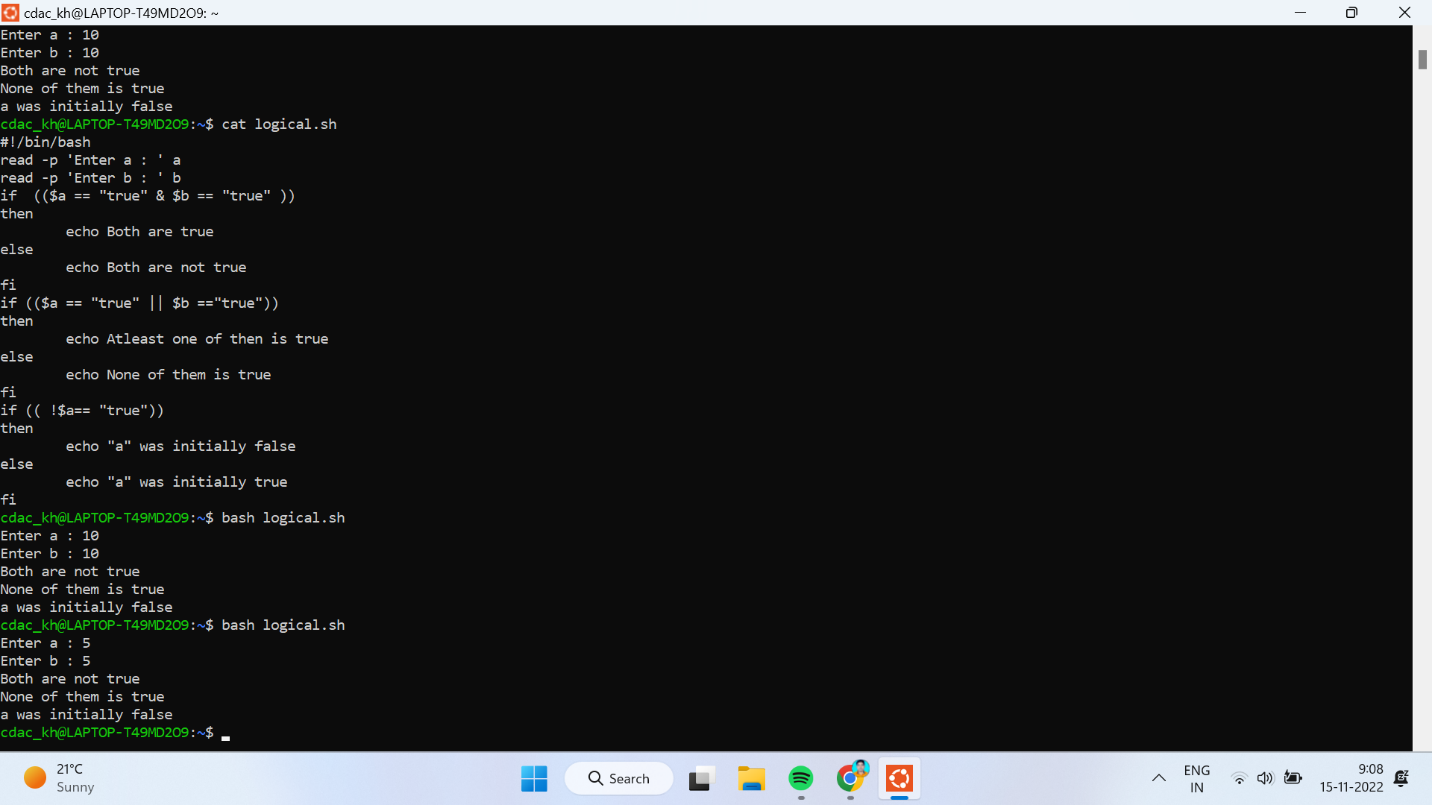 cdac_kh@LAPTOP-T49MD2O9: ~
Enter a : 10
Enter b : 10
Both are not true
None of them is true
a was initially false
cdac_kh@LAPTOP-T49MD2O9:~$ cat logical.sh
#!/bin/bash
read -p 'Enter a : ' a
read -p 'Enter b : ' b
if  (($a == "true" & $b == "true" ))
then
        echo Both are true
else
        echo Both are not true
fi
if (($a == "true" || $b =="true"))
then
        echo Atleast one of then is true
else
        echo None of them is true
fi
if (( !$a== "true"))
then
        echo "a" was initially false
else
        echo "a" was initially true
fi
cdac_kh@LAPTOP-T49MD2O9:~$ bash logical.sh
Enter a : 10
Enter b : 10
Both are not true
None of them is true
a was initially false
cdac_kh@LAPTOP-T49MD2O9:~$ bash logical.sh
Enter a : 5
Enter b : 5
Both are not true
None of them is true
a was initially false
cdac_kh@LAPTOP-T49MD2O9:~$
21°C
Sunny
Search
ENG
IN
9:08
15-11-2022